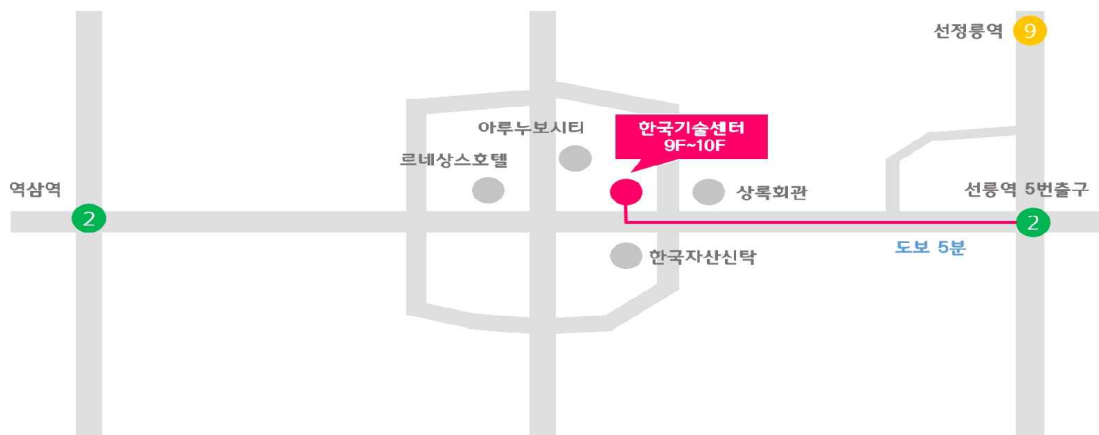 선정릉역 9
아루누보시티
한국기술센터
9F~10F
르네상스호텔
역삼역
상록회관
선릉역 5번출구
2
2
도보 5분
한국자산신탁